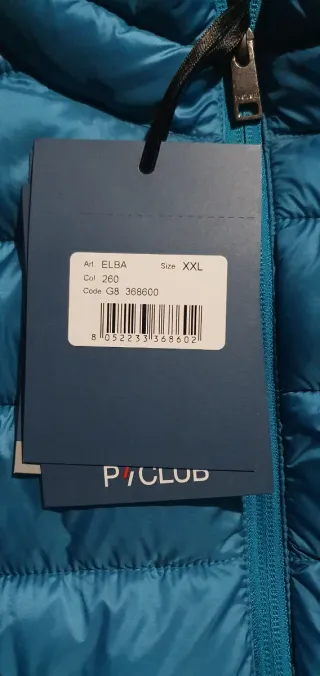 Art. ELBA Size XXL
Col 260
Code G8 368600
8 052233 368602
CLUB